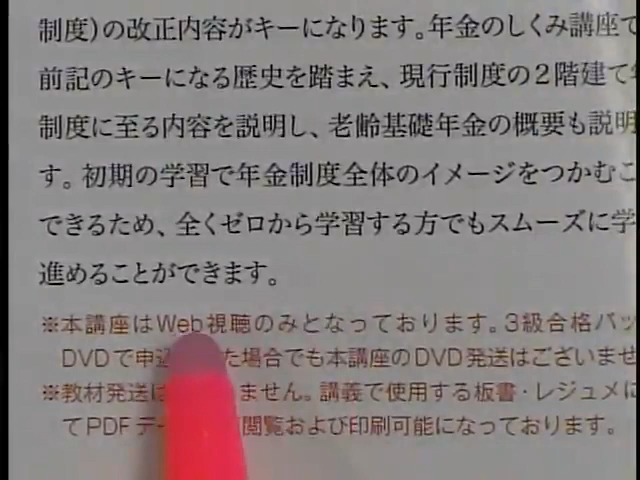 制度)の改正内容がキーになります。年金のしくみ講座で
前記のキーになる歴史を踏まえ、現行制度の2階建て
制度に至る内容を説明し、老齢基礎年金の概要も説明
す。初期の学習で年金制度全体のイメージをつかむこ
できるため、全くゼロから学習する方でもスムーズに学
進めることができます。
※本講座はWeb視聴のみとなっております。3級合格パッ
DVDで申込 た場合でも本講座のDVD発送はございませ
※教材発送は ません。講義で使用する板書・レジュメに
てPDFデー 閲覧および印刷可能になっております。